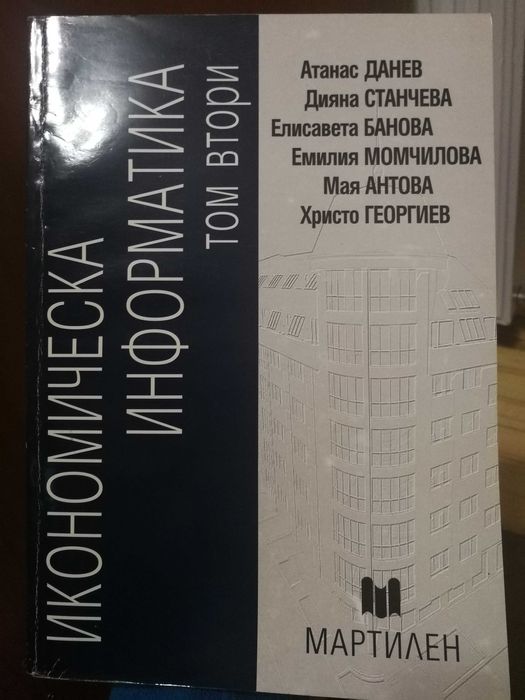 ИКОНОМИЧЕСКА
ИНФОРМАТИКА
ТОМ ВТОРИ
Атанас ДАНЕВ
Дияна СТАНЧЕВА
Елисавета БАНОВА
Емилия МОМЧИЛОВА
Мая АНТОВА
Христо ГЕОРГИЕВ
МАРТИЛЕН